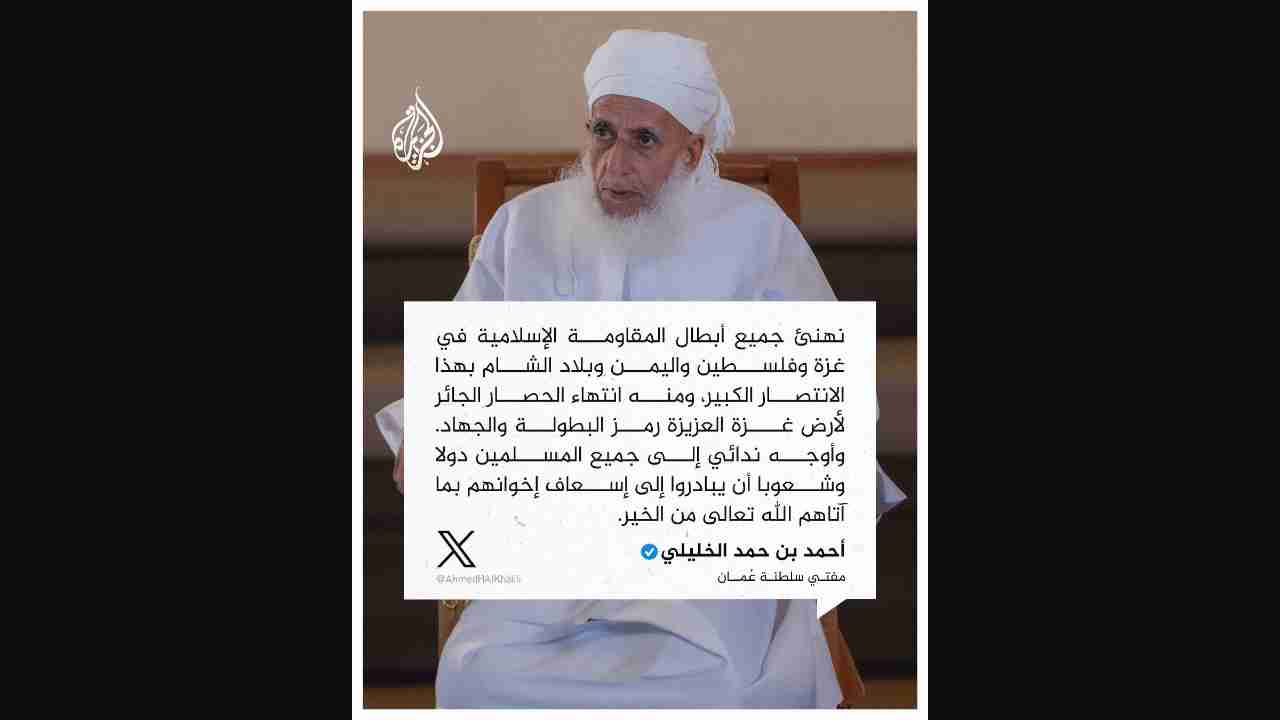 الجزيرة
نهنئ جميع أبطال المقاومة الإسلامية في
غزة وفلسطين واليمن وبلاد الشام بهذا
الانتصار الكبير، ومنه انتهاء الحصار الجائر
لأرض غزة العزيزة رمز البطولة والجهاد.
وأوجه ندائي إلى جميع المسلمين دولا
وشعوبا أن يبادروا إلى إسعاف إخوانهم بما
آتاهم الله تعالى من الخير.
أحمد بن حمد الخليلي
مفتي سلطنة عُمان
X
@AhmedHAlKhalili